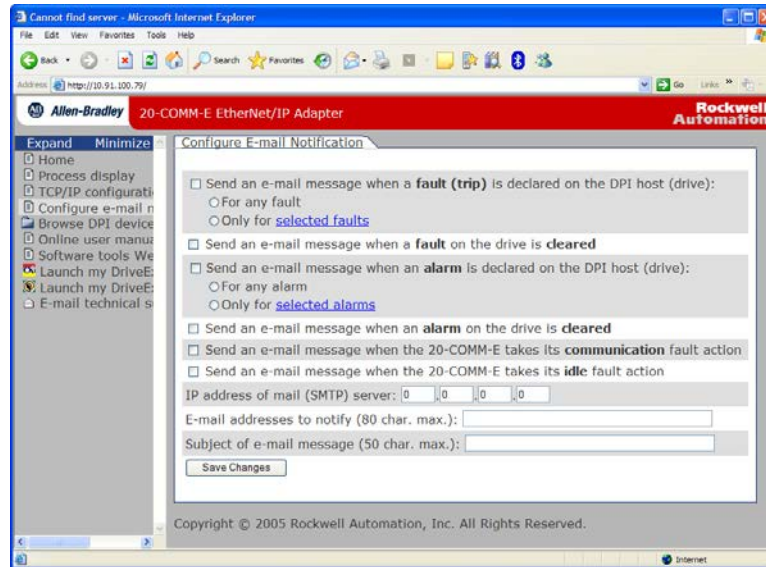 Cannot find server - Microsoft Internet Explorer
File Edit View Favorites Tools Help
Back Search Favorites
Address http://10.91.100.79/ Go Links
Allen-Bradley 20-COMM-E EtherNet/IP Adapter Rockwell
Automation
Expand Minimize
Home
Process display
TCP/IP configurati
Configure e-mail n
Browse DPI device
Online user manua
Software tools We
Launch my DriveE
Launch my DriveE
E-mail technical s
Configure E-mail Notification
Send an e-mail message when a fault (trip) is declared on the DPI host (drive):
For any fault
Only for selected faults
Send an e-mail message when a fault on the drive is cleared
Send an e-mail message when an alarm is declared on the DPI host (drive):
For any alarm
Only for selected alarms
Send an e-mail message when an alarm on the drive is cleared
Send an e-mail message when the 20-COMM-E takes its communication fault action
Send an e-mail message when the 20-COMM-E takes its idle fault action
IP address of mail (SMTP) server: 0 .0 .0 .0
E-mail addresses to notify (80 char. max.):
Subject of e-mail message (50 char. max.):
Save Changes
Copyright © 2005 Rockwell Automation, Inc. All Rights Reserved.
Internet